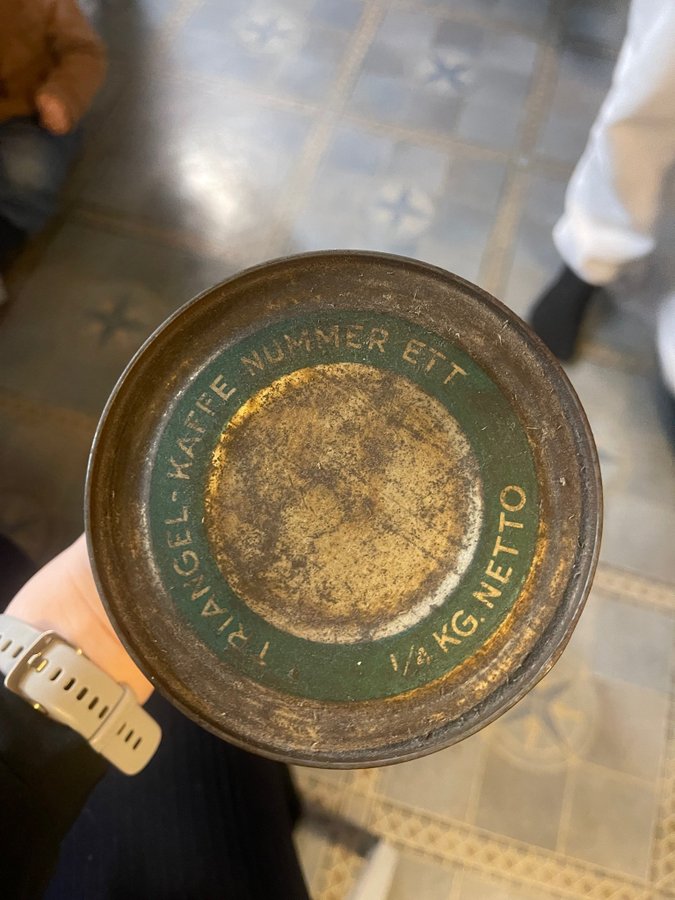 TRIANGEL-KAFFE NUMMER ETT
1/4 KG. NETTO